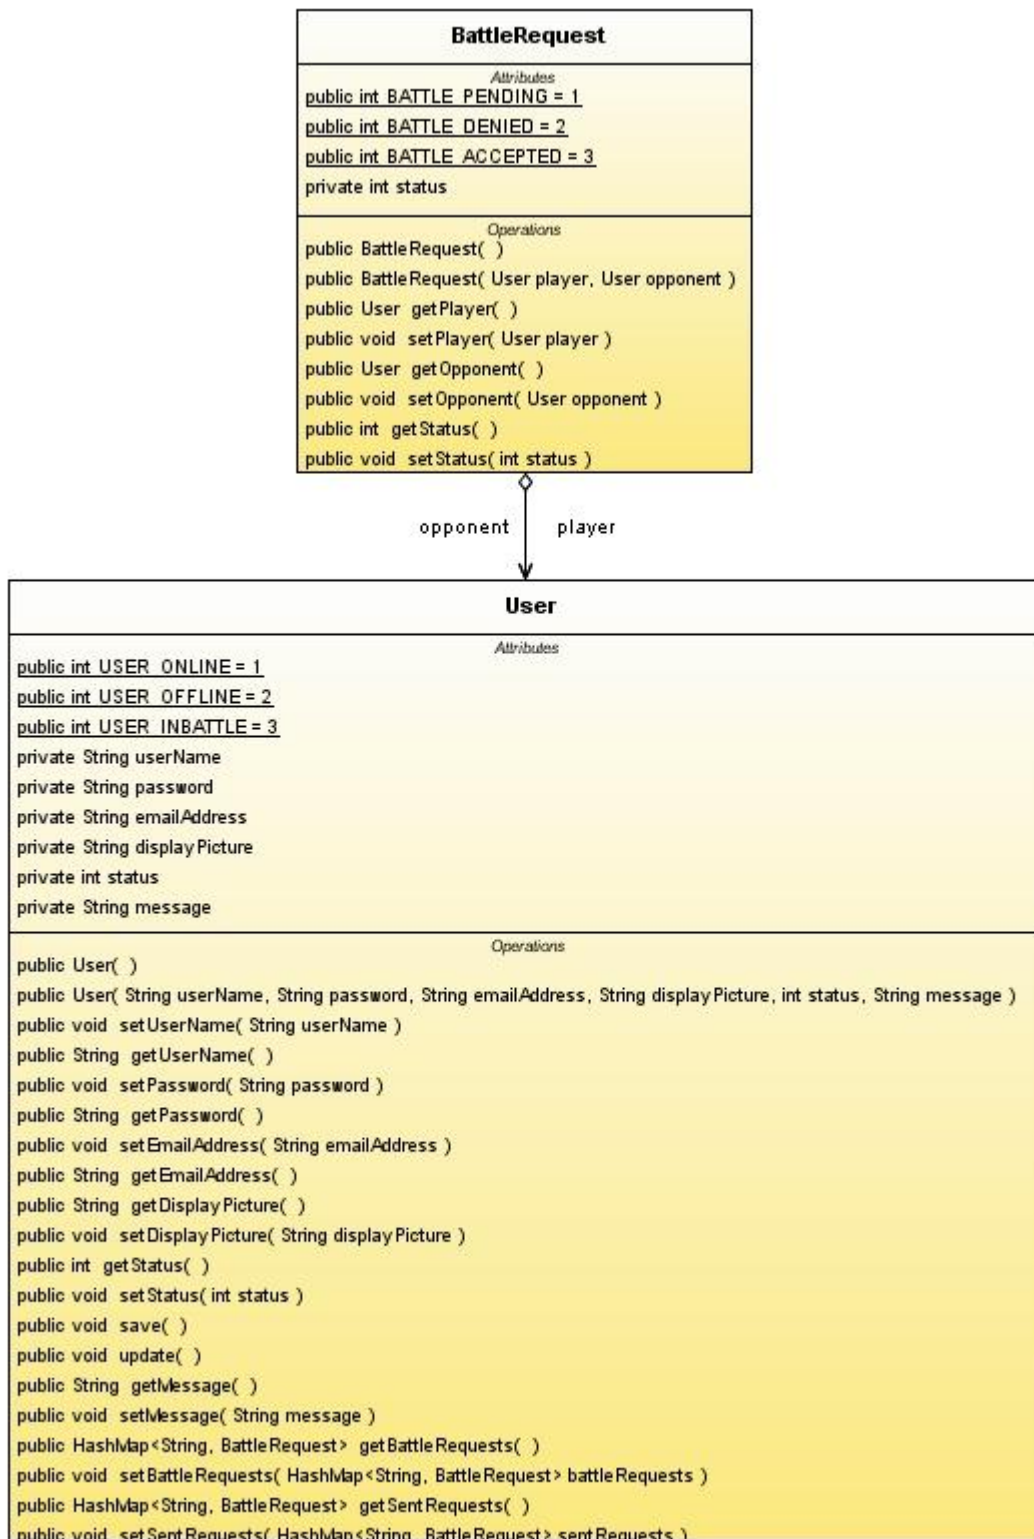 BattleRequest
Attributes
public int BATTLE_PENDING = 1
public int BATTLE_DENIED = 2
public int BATTLE_ACCEPTED = 3
private int status
Operations
public BattleRequest( )
public BattleRequest( User player, User opponent )
public User getPlayer( )
public void setPlayer( User player )
public User getOpponent( )
public void setOpponent( User opponent )
public int getStatus( )
public void setStatus( int status )
opponent player
User
Attributes
public int USER_ONLINE = 1
public int USER_OFFLINE = 2
public int USER_INBATTLE = 3
private String userName
private String password
private String emailAddress
private String displayPicture
private int status
private String message
Operations
public User( )
public User( String userName, String password, String emailAddress, String displayPicture, int status, String message )
public void setUserName( String userName )
public String getUserName( )
public void setPassword( String password )
public String getPassword( )
public void setEmailAddress( String emailAddress )
public String getEmailAddress( )
public String getDisplayPicture( )
public void setDisplayPicture( String displayPicture )
public int getStatus( )
public void setStatus( int status )
public void save( )
public void update( )
public String getMessage( )
public void setMessage( String message )
public HashMap<String, BattleRequest> getBattleRequests( )
public void setBattleRequests( HashMap<String, BattleRequest> battleRequests )
public HashMap<String, BattleRequest> getSentRequests( )
public void setSentRequests( HashMap<String, BattleRequest> sentRequests )